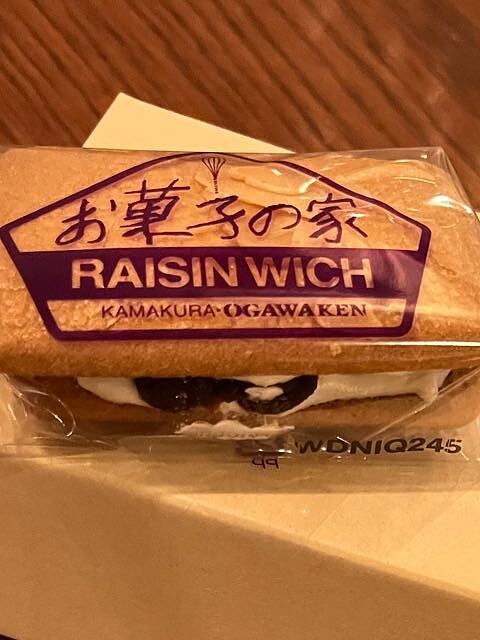 お菓子の家
RAISIN WICH
KAMAKURA·OGAWAKEN
WDNIQ245